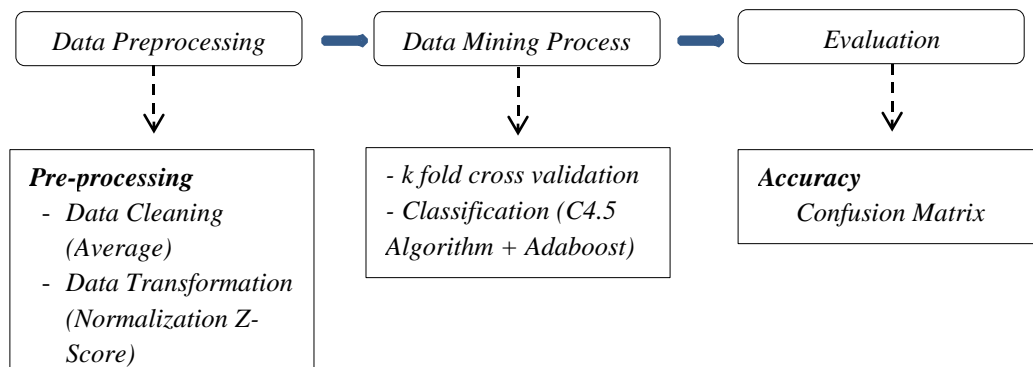 Data Preprocessing
Data Mining Process
Evaluation
Pre-processing
- Data Cleaning
(Average)
- Data Transformation
(Normalization Z-
Score)
- k fold cross validation
- Classification (C4.5
Algorithm + Adaboost)
Accuracy
Confusion Matrix